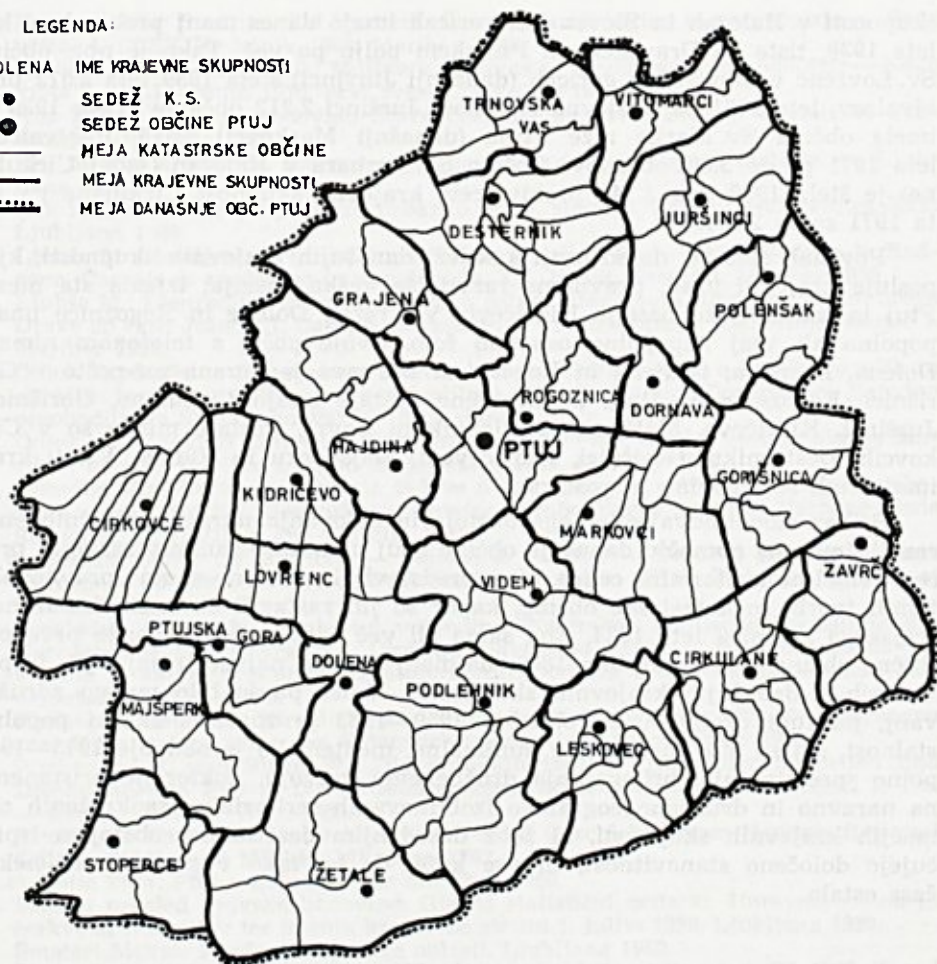 LEGENDA:
OLENA IME KRAJEVNE SKUPNOSTI
SEDEŽ K.S.
SEDEŽ OBČINE PTUJ
MEJA KATASTRSKE OBČINE
MEJA KRAJEVNE SKUPNOSTI
MEJA DANAŠNJE OBČ. PTUJ
TRNOVSKA
VAS
VITOMARCI
DESTERNIK
JURŠINCI
GRAJENA
POLENŠAK
ROGOZNICA
DORNAVA
PTUJ
HAJDINA
GORIŠNICA
KIDRIČEVO
CIRKOVCE
MARKOVCI
ZAVRČ
LOVRENC
VIDEM
PTUJSKA GORA
DOLENA
CIRKULANE
PODLEHNIK
MAJŠPERK
LESKOVEC
STOPERCE
ŽETALE